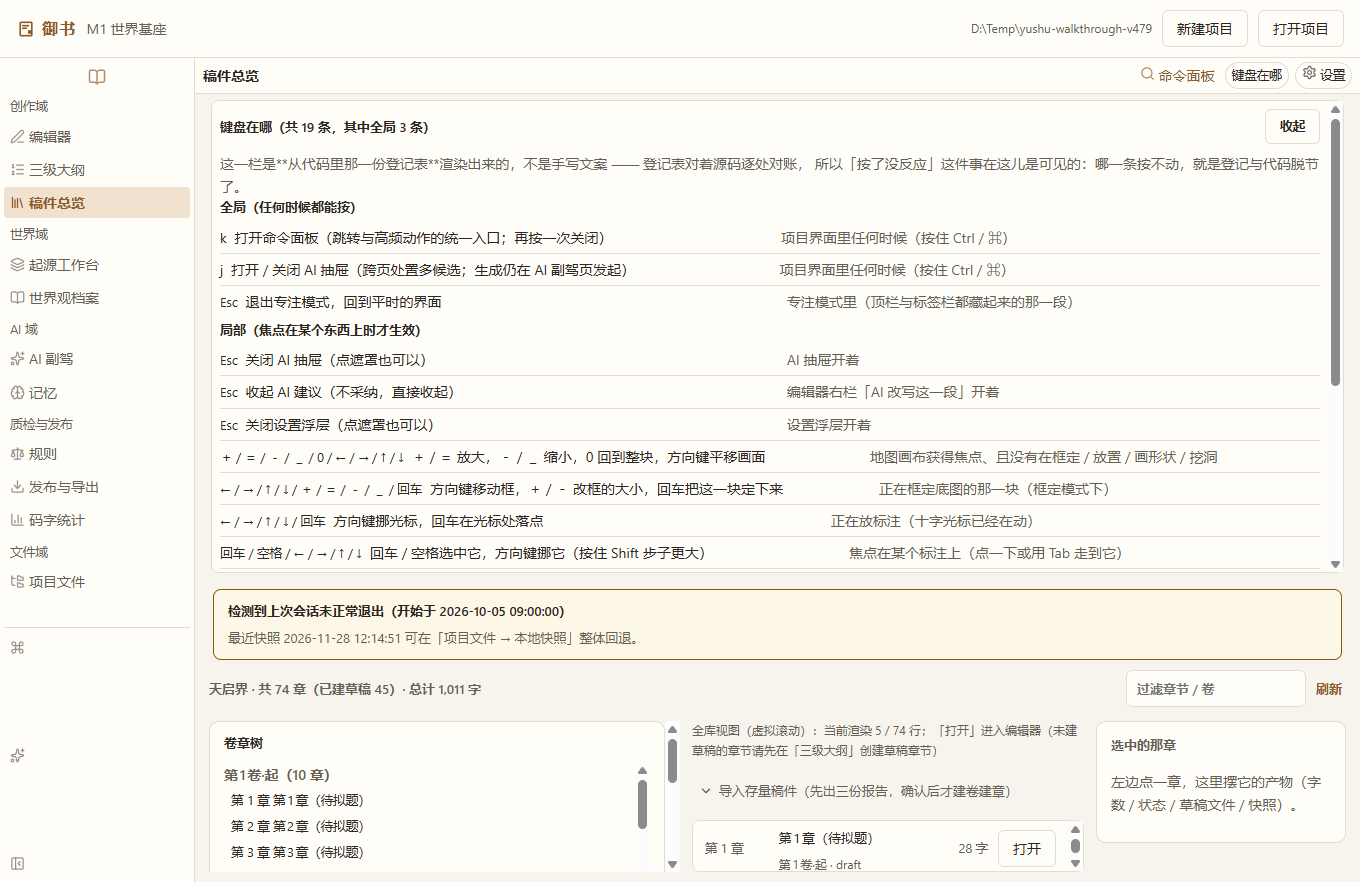 御书 M1 世界基座
D:\Temp\yushu-walkthrough-v479 新建项目 打开项目
创作域
编辑器
三级大纲
稿件总览
世界域
起源工作台
世界观档案
AI 域
AI 副驾
记忆
质检与发布
规则
发布与导出
码字统计
文件域
项目文件
稿件总览
命令面板 键盘在哪 设置
键盘在哪（共 19 条，其中全局 3 条）
收起
这一栏是**从代码里那一份登记表**渲染出来的，不是手写文案 —— 登记表对着源码逐处对账， 所以「按了没反应」这件事在这儿是可见的：哪一条按不动，就是登记与代码脱节
了。
全局（任何时候都能按）
k 打开命令面板（跳转与高频动作的统一入口；再按一次关闭） 项目界面里任何时候（按住 Ctrl / ⌘）
j 打开 / 关闭 AI 抽屉（跨页处置多候选；生成仍在 AI 副驾页发起） 项目界面里任何时候（按住 Ctrl / ⌘）
Esc 退出专注模式，回到平时的界面 专注模式里（顶栏与标签栏都藏起来的那一段）
局部（焦点在某个东西上时才生效）
Esc 关闭 AI 抽屉（点遮罩也可以） AI 抽屉开着
Esc 收起 AI 建议（不采纳，直接收起） 编辑器右栏「AI 改写这一段」开着
Esc 关闭设置浮层（点遮罩也可以） 设置浮层开着
+ / = / - / _ / 0 / ← / → / ↑ / ↓ + / = 放大， - / _ 缩小，0 回到整块，方向键平移画面 地图画布获得焦点、且没有在框定 / 放置 / 画形状 / 挖洞
← / → / ↑ / ↓ / + / = / - / _ / 回车 方向键移动框， + / - 改框的大小，回车把这一块定下来 正在框定底图的那一块（框定模式下）
← / → / ↑ / ↓ / 回车 方向键挪光标，回车在光标处落点 正在放标注（十字光标已经在动）
回车 / 空格 / ← / → / ↑ / ↓ 回车 / 空格选中它，方向键挪它（按住 Shift 步子更大） 焦点在某个标注上（点一下或用 Tab 走到它）
检测到上次会话未正常退出（开始于 2026-10-05 09:00:00）
最近快照 2026-11-28 12:14:51 可在「项目文件 → 本地快照」整体回退。
天启界 · 共 74 章（已建草稿 45）· 总计 1,011 字
过滤章节 / 卷 刷新
卷章树
第1卷·起（10 章）
第 1 章 第1章（待拟题）
第 2 章 第2章（待拟题）
第 3 章 第3章（待拟题）
全库视图（虚拟滚动）：当前渲染 5 / 74 行；「打开」进入编辑器（未建
草稿的章节请先在「三级大纲」创建草稿章节）
导入存量稿件（先出三份报告，确认后才建卷建章）
第 1 章 第1章（待拟题） 28 字 打开
第1卷·起 · draft
选中的那章
左边点一章，这里摆它的产物（字
数 / 状态 / 草稿文件 / 快照）。